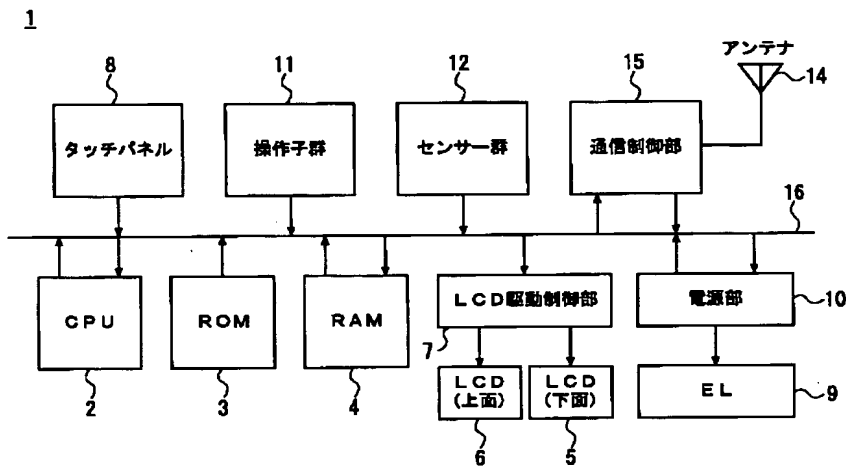 1
アンテナ
8
11
12
15
14
タッチパネル
操作子群
センサー群
通信制御部
16
CPU
ROM
RAM
LCD駆動制御部
電源部
10
7
2
3
4
LCD
(上面)
LCD
(下面)
EL
9
6
5